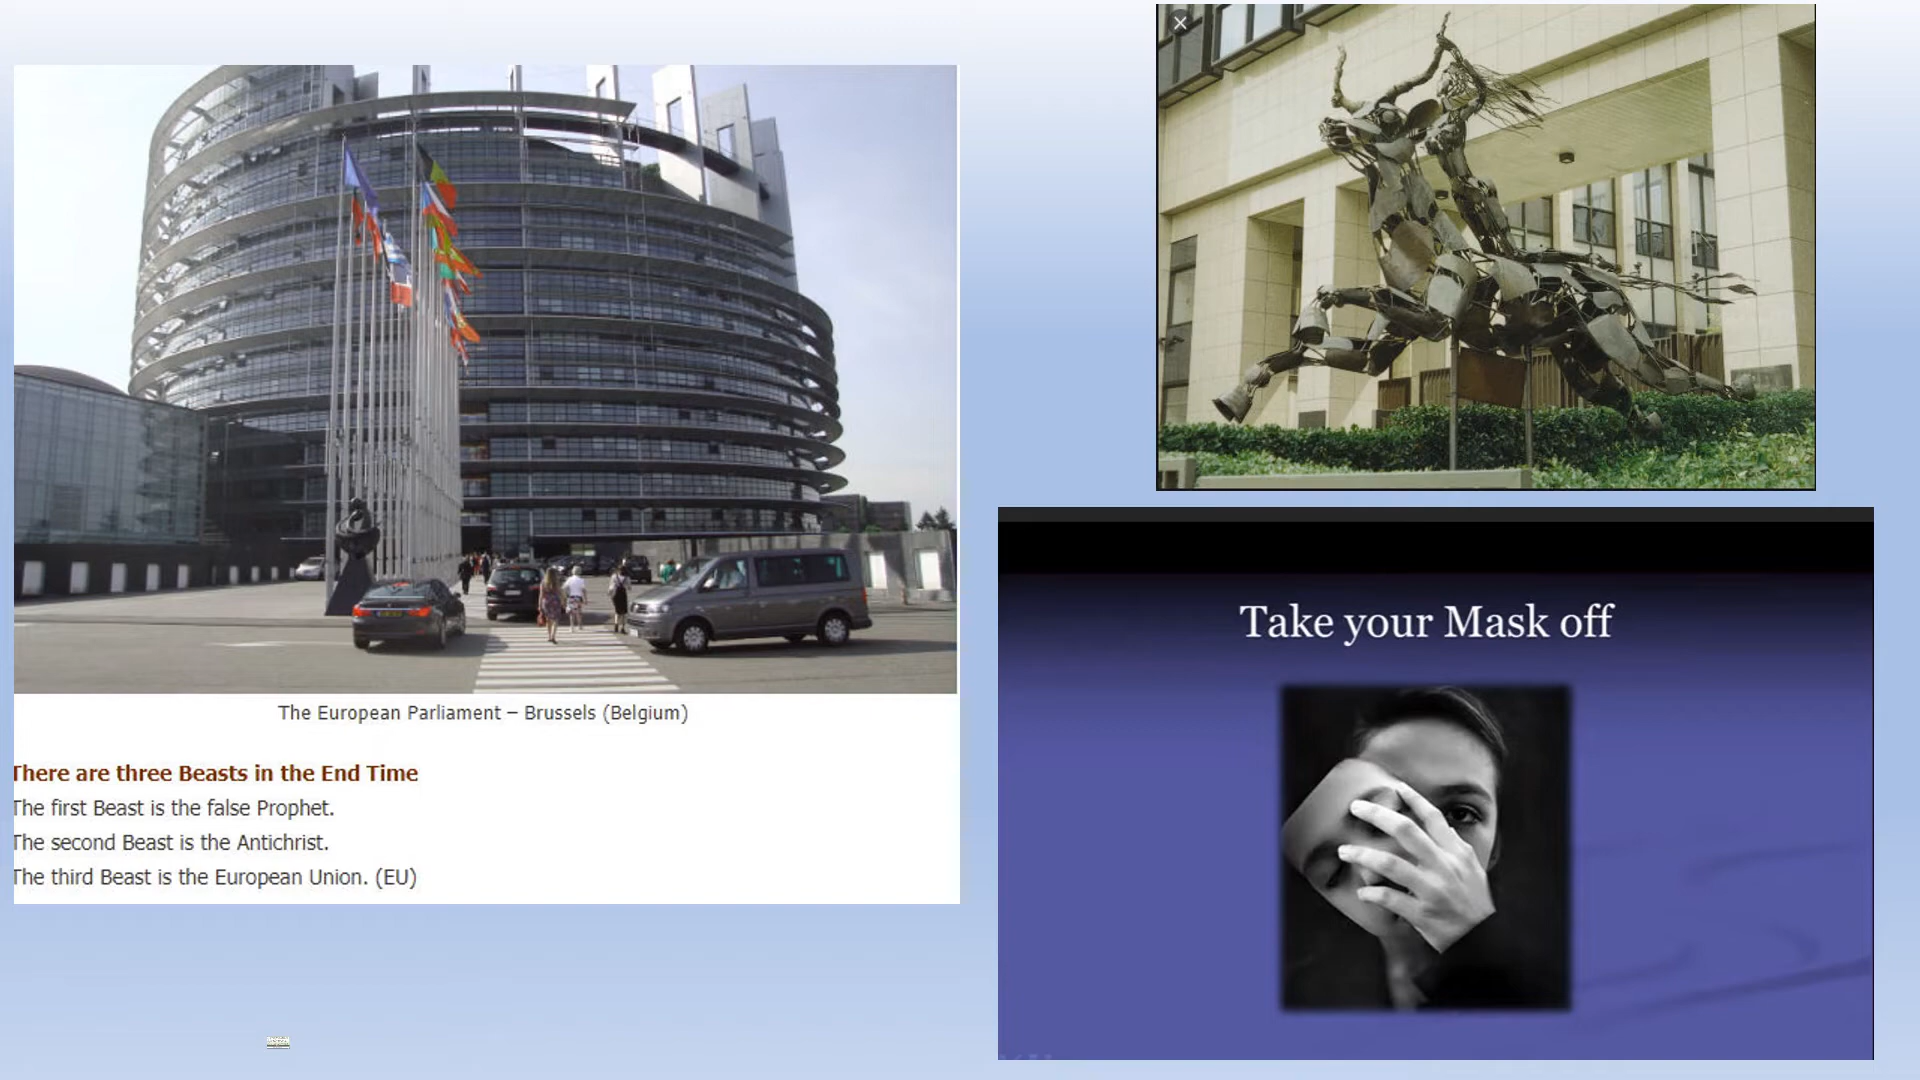 The European Parliament – Brussels (Belgium)
There are three Beasts in the End Time
The first Beast is the false Prophet.
The second Beast is the Antichrist.
The third Beast is the European Union. (EU)
Take your Mask off